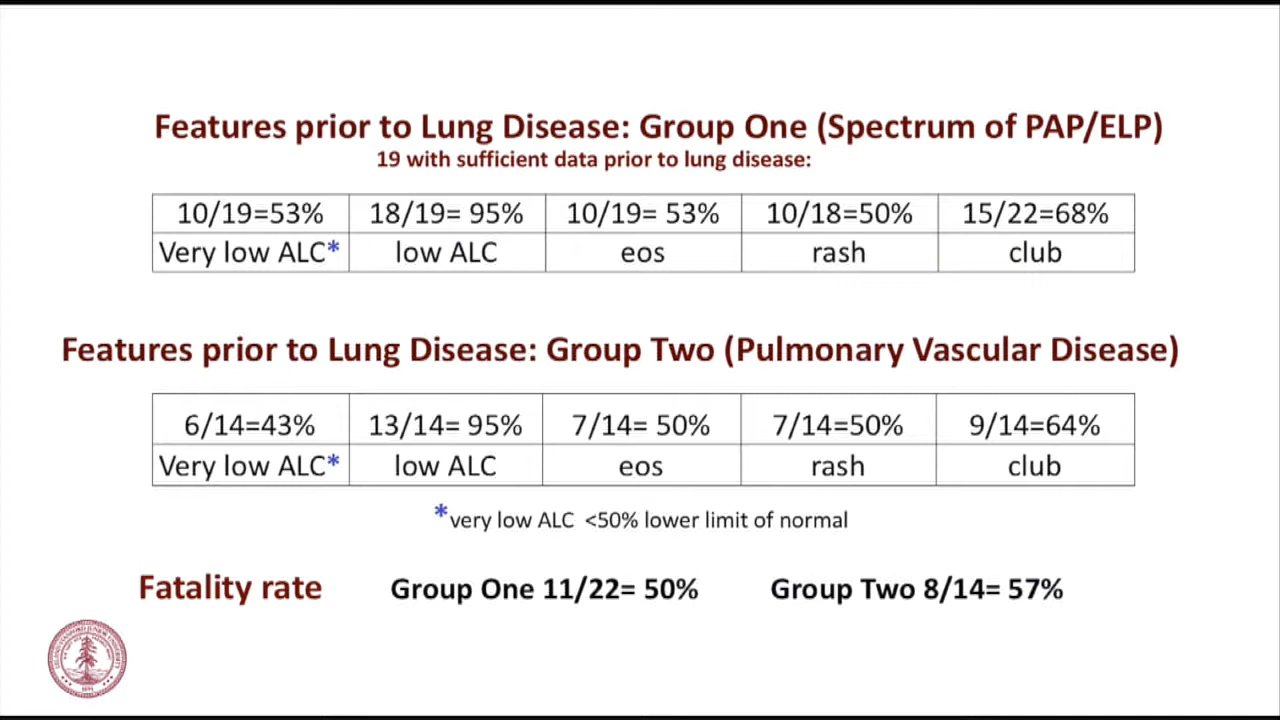 Features prior to Lung Disease: Group One (Spectrum of PAP/ELP)
19 with sufficient data prior to lung disease:
10/19=53% 18/19= 95% 10/19= 53% 10/18=50% 15/22=68%
Very low ALC* low ALC eos rash club
Features prior to Lung Disease: Group Two (Pulmonary Vascular Disease)
6/14=43% 13/14= 95% 7/14= 50% 7/14=50% 9/14=64%
Very low ALC* low ALC eos rash club
*very low ALC <50% lower limit of normal
Fatality rate Group One 11/22= 50% Group Two 8/14= 57%